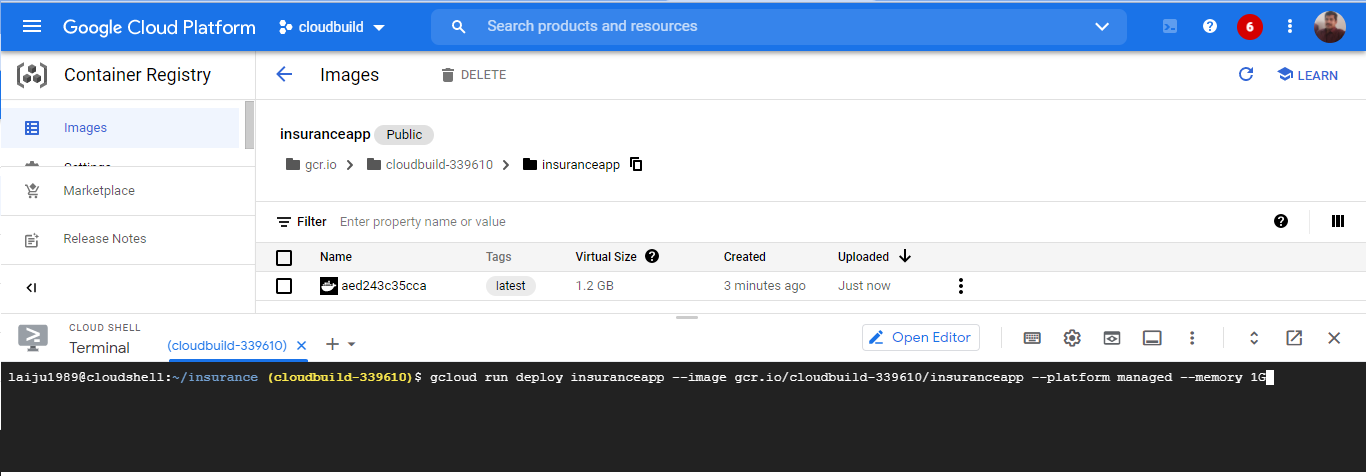 Google Cloud Platform cloudbuild Search products and resources 6
Container Registry Images DELETE LEARN
Images
Settings
Marketplace
Release Notes
insuranceapp Public
gcr.io cloudbuild-339610 insuranceapp
Filter Enter property name or value
Name Tags Virtual Size Created Uploaded
aed243c35cca latest 1.2 GB 3 minutes ago Just now
CLOUD SHELL
Terminal (cloudbuild-339610) Open Editor
laiju1989@cloudshell:~/insurance (cloudbuild-339610)$ gcloud run deploy insuranceapp --image gcr.io/cloudbuild-339610/insuranceapp --platform managed --memory 1G